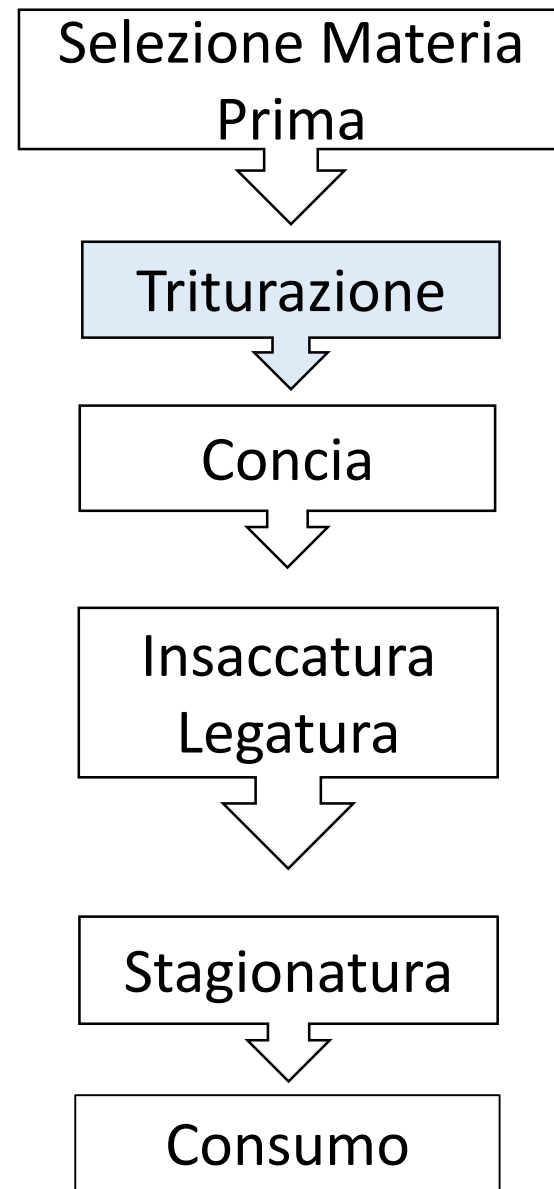 Selezione Materia
Prima
Triturazione
Concia
Insaccatura
Legatura
Stagionatura
Consumo